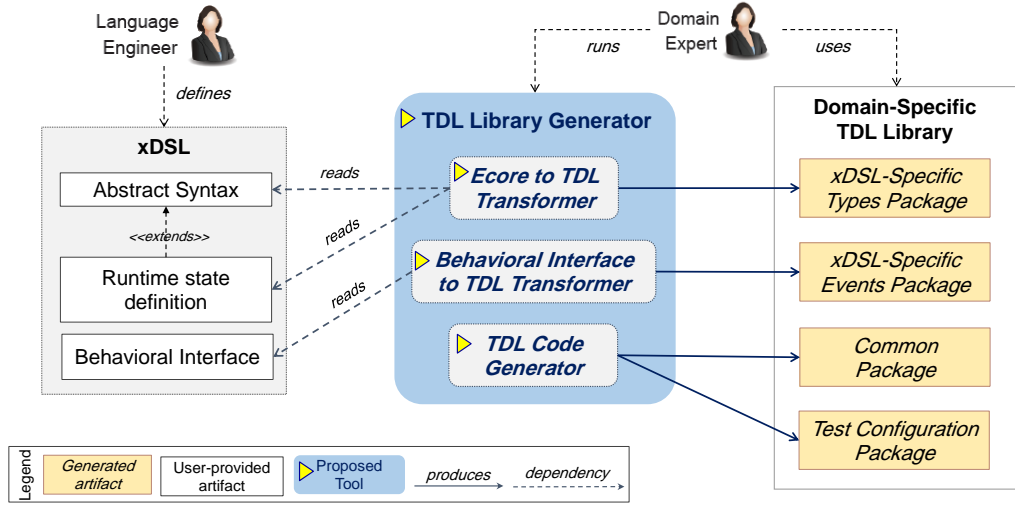 Language
Engineer
defines
Domain
Expert
runs
uses
xDSL
Abstract Syntax
<<extends>>
Runtime state
definition
Behavioral Interface
reads
reads
reads
TDL Library Generator
Ecore to TDL
Transformer
Behavioral Interface
to TDL Transformer
TDL Code
Generator
Domain-Specific
TDL Library
xDSL-Specific
Types Package
xDSL-Specific
Events Package
Common
Package
Test Configuration
Package
Legend
Generated
artifact
User-provided
artifact
Proposed
Tool
produces
dependency